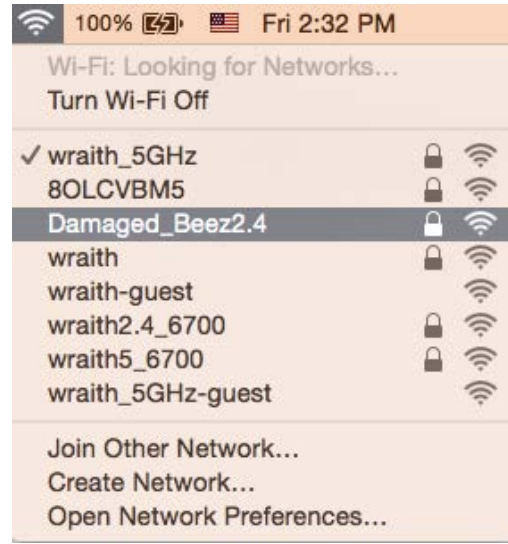 100% Fri 2:32 PM
Wi-Fi: Looking for Networks...
Turn Wi-Fi Off
wraith_5GHz
8OLCVBM5
Damaged_Beez2.4
wraith
wraith-guest
wraith2.4_6700
wraith5_6700
wraith_5GHz-guest
Join Other Network...
Create Network...
Open Network Preferences...